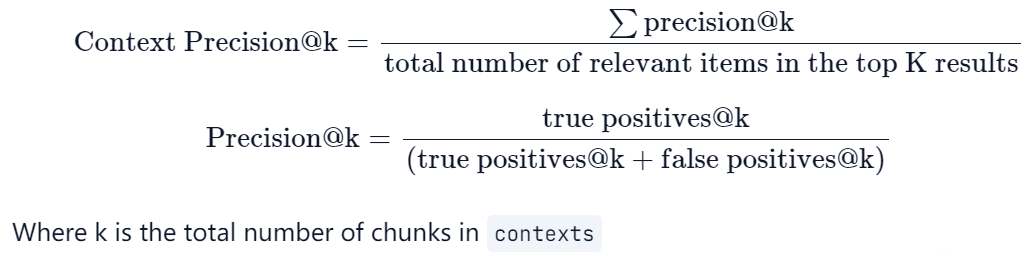 Context Precision@k = ∑ precision@k / total number of relevant items in the top K results
Precision@k = true positives@k / (true positives@k + false positives@k)
Where k is the total number of chunks in contexts